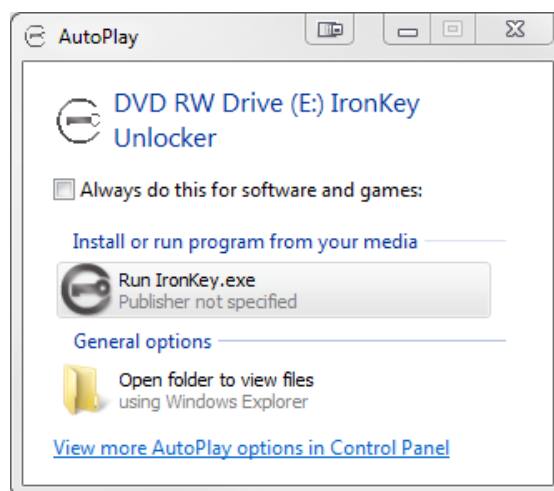 AutoPlay
DVD RW Drive (E:) IronKey
Unlocker
Always do this for software and games:
Install or run program from your media
Run IronKey.exe
Publisher not specified
General options
Open folder to view files
using Windows Explorer
View more AutoPlay options in Control Panel